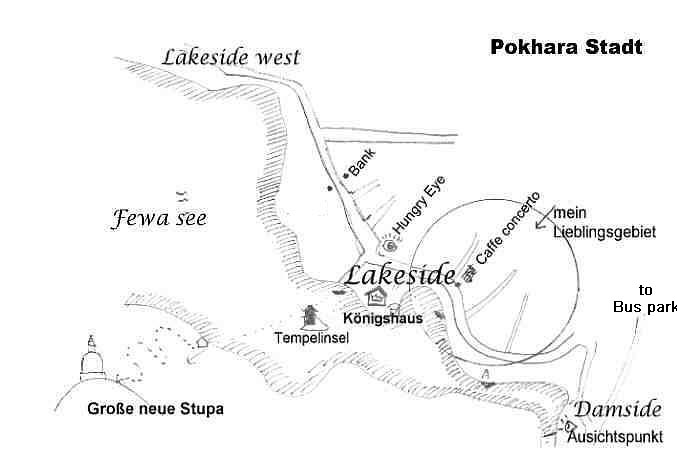 Lakeside west
Pokhara Stadt
Bank
Hungry Eye
Caffe concerto
mein
Lieblingsgebiet
Fewa see
Lakeside
to
Bus park
Königshaus
Tempelinsel
Große neue Stupa
Damside
Ausichtspunkt